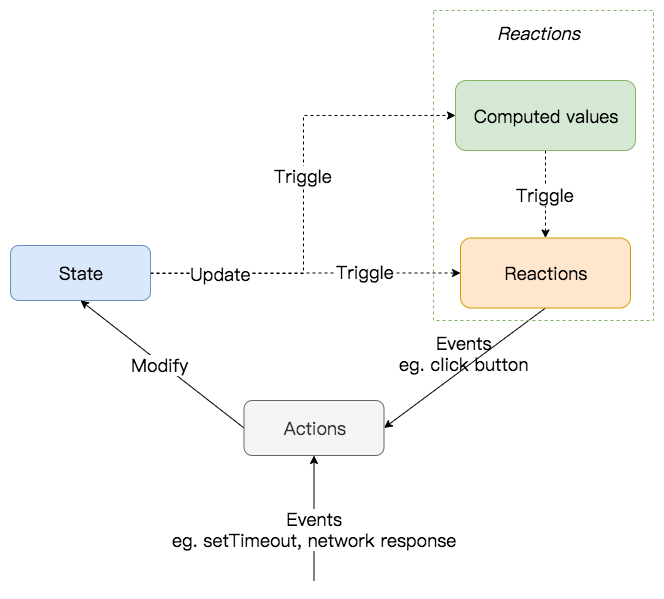 Reactions
Computed values
Triggle
Triggle
State
Update
Triggle
Reactions
Events
eg. click button
Modify
Actions
Events
eg. setTimeout, network response